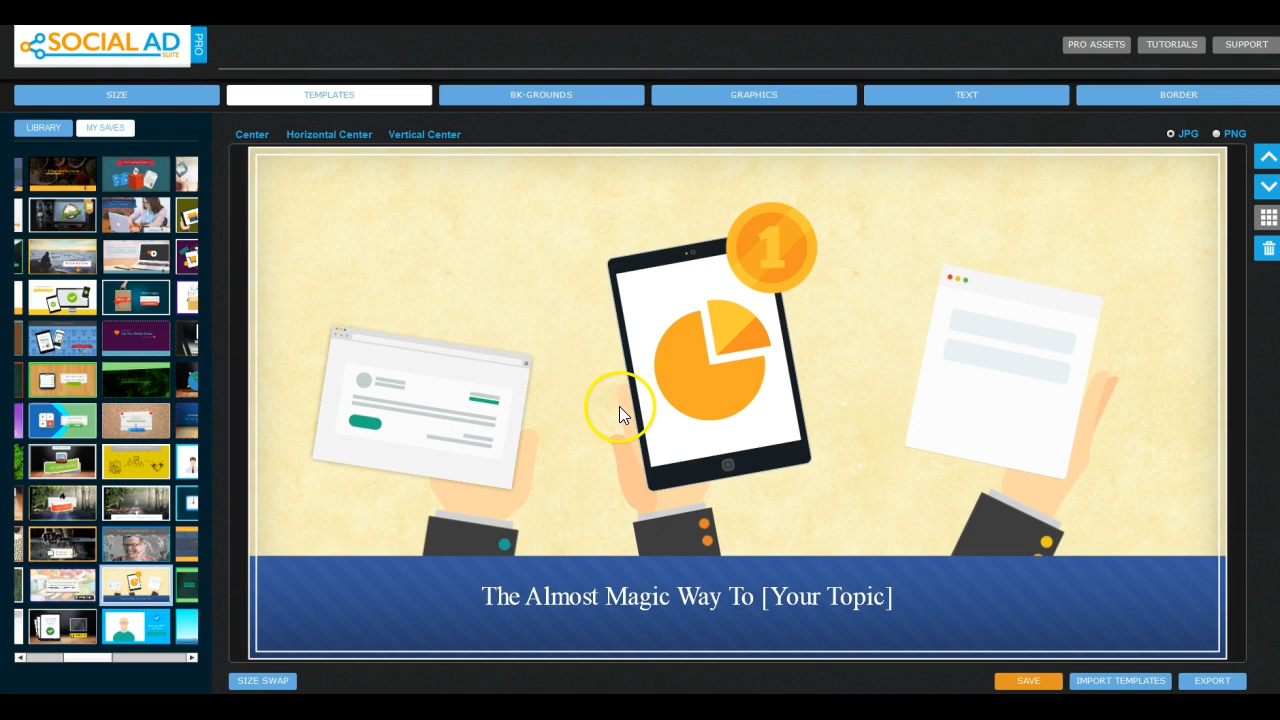 SOCIAL AD
SUITE
PRO
PRO ASSETS
TUTORIALS
SUPPORT
SIZE
TEMPLATES
BK-GROUNDS
GRAPHICS
TEXT
BORDER
LIBRARY
MY SAVES
Center
Horizontal Center
Vertical Center
JPG
PNG
1
The Almost Magic Way To [Your Topic]
SIZE SWAP
SAVE
IMPORT TEMPLATES
EXPORT